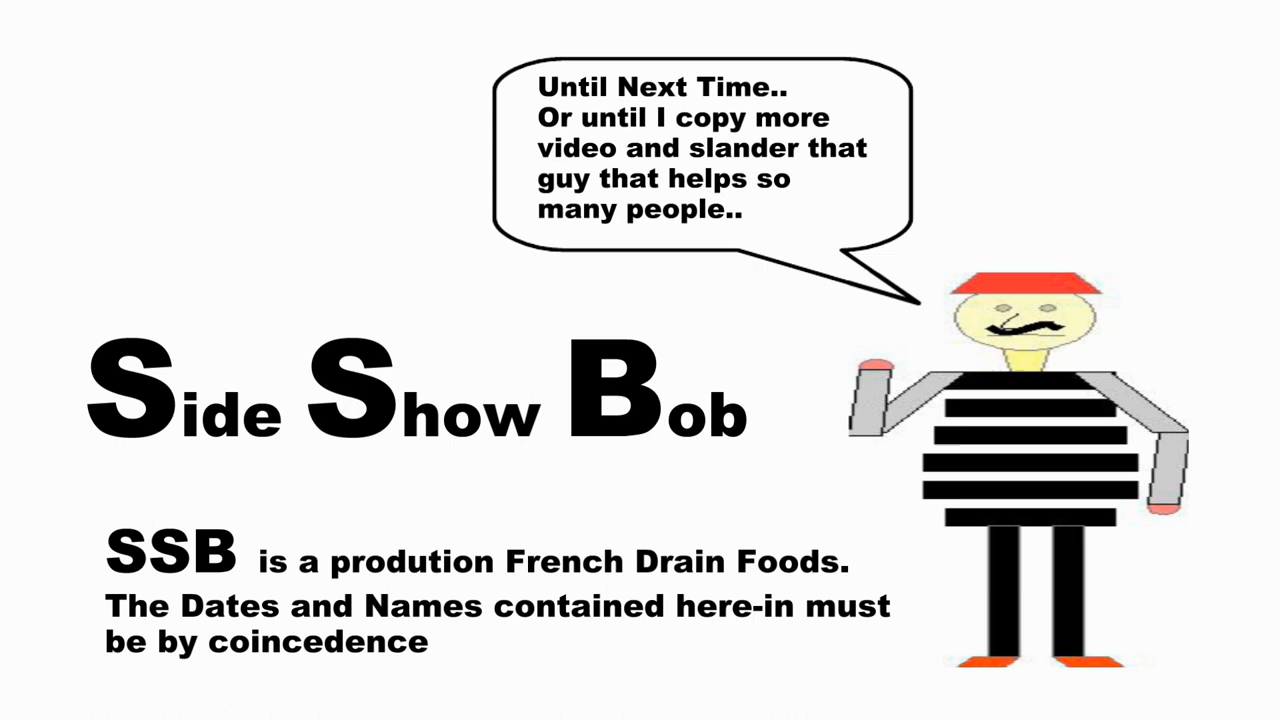 Until Next Time..
Or until I copy more
video and slander that
guy that helps so
many people..
Side Show Bob
SSB is a prodution French Drain Foods.
The Dates and Names contained here-in must
be by coincedence